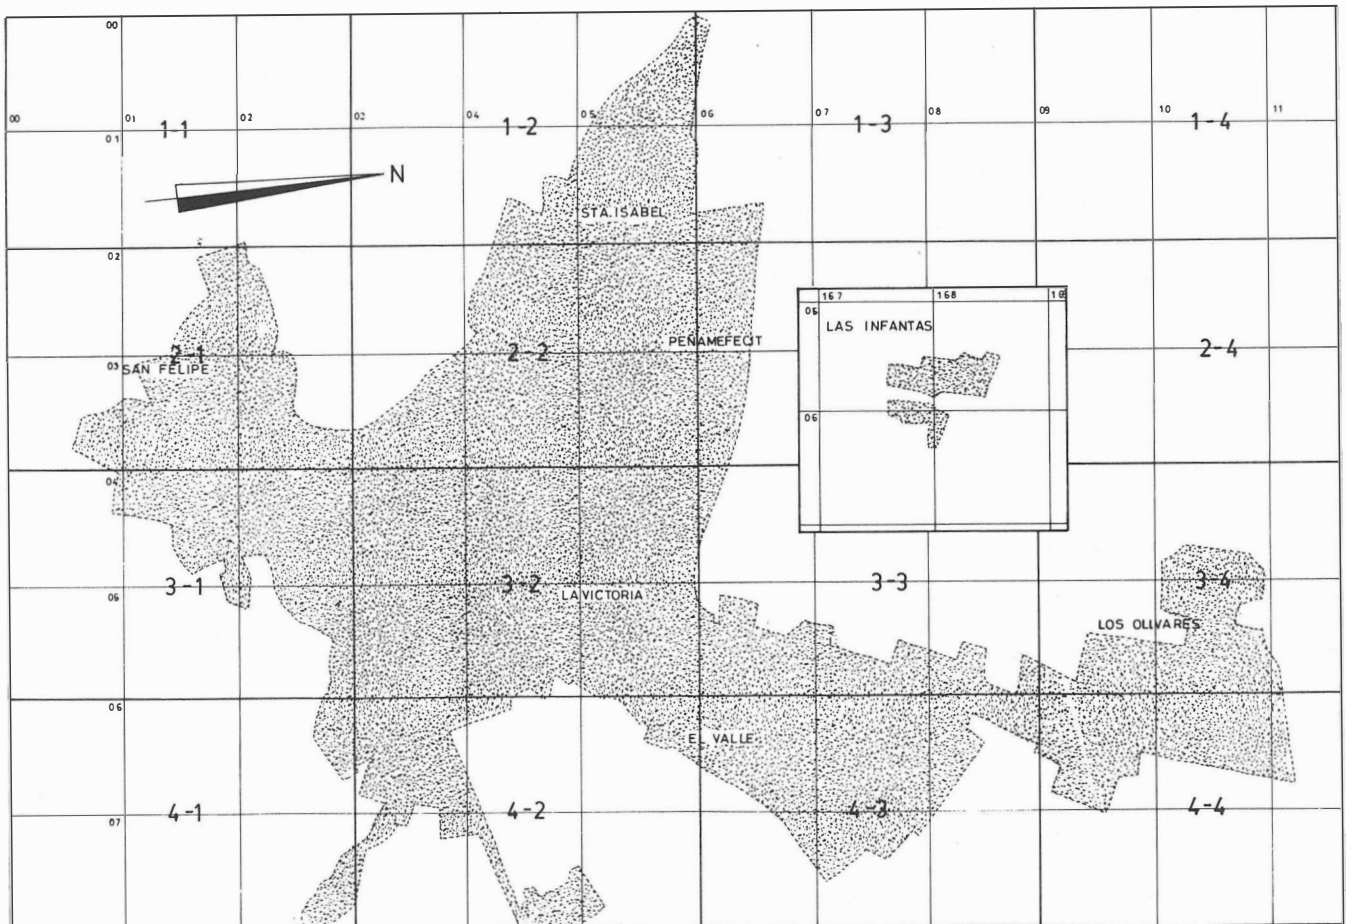 00
00 01 02 02 04 05 06 07 08 09 10 11
01 1-1 1-2 1-3 1-4
N
STA. ISABEL
02
167 168
05
LAS INFANTAS
PEÑAMEFECIT
2-1 2-2 2-4
03 SAN FELIPE
06
04
3-1 3-2 3-3 3-4
05 LA VICTORIA
LOS OLIVARES
06
EL VALLE
4-1 4-2 4-3 4-4
07